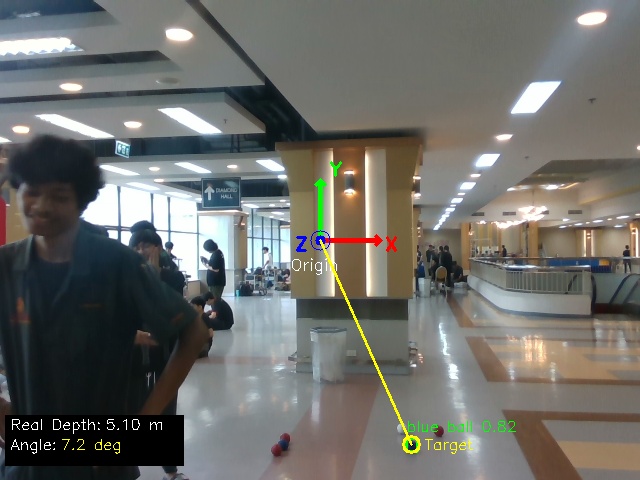 DIAMOND
HALL
Y
Z
X
Origin
blue ball 0.82
Target
Real Depth: 5.10 m
Angle: 7.2 deg